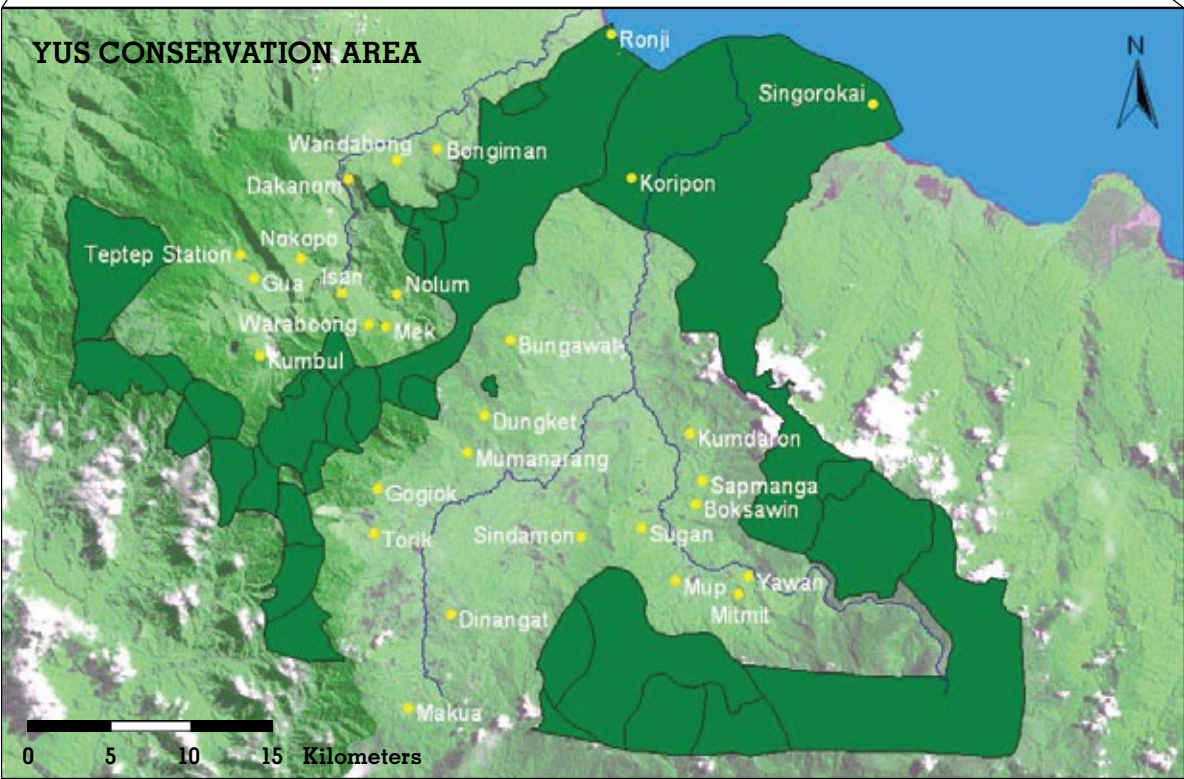 YUS CONSERVATION AREA
Ronji
N
Singorokai
Wandabong
Bongiman
Dakanom
Koripon
Nokopo
Teptep Station
Gua
Isan
Nolum
Waraboong
Mek
Kumbul
Bungawat
Dungket
Kumdaron
Mumanarang
Sapmanga
Gogiok
Boksawin
Torik
Sindamon
Sugan
Yawan
Mup
Mitmit
Dinangat
Makua
0 5 10 15 Kilometers